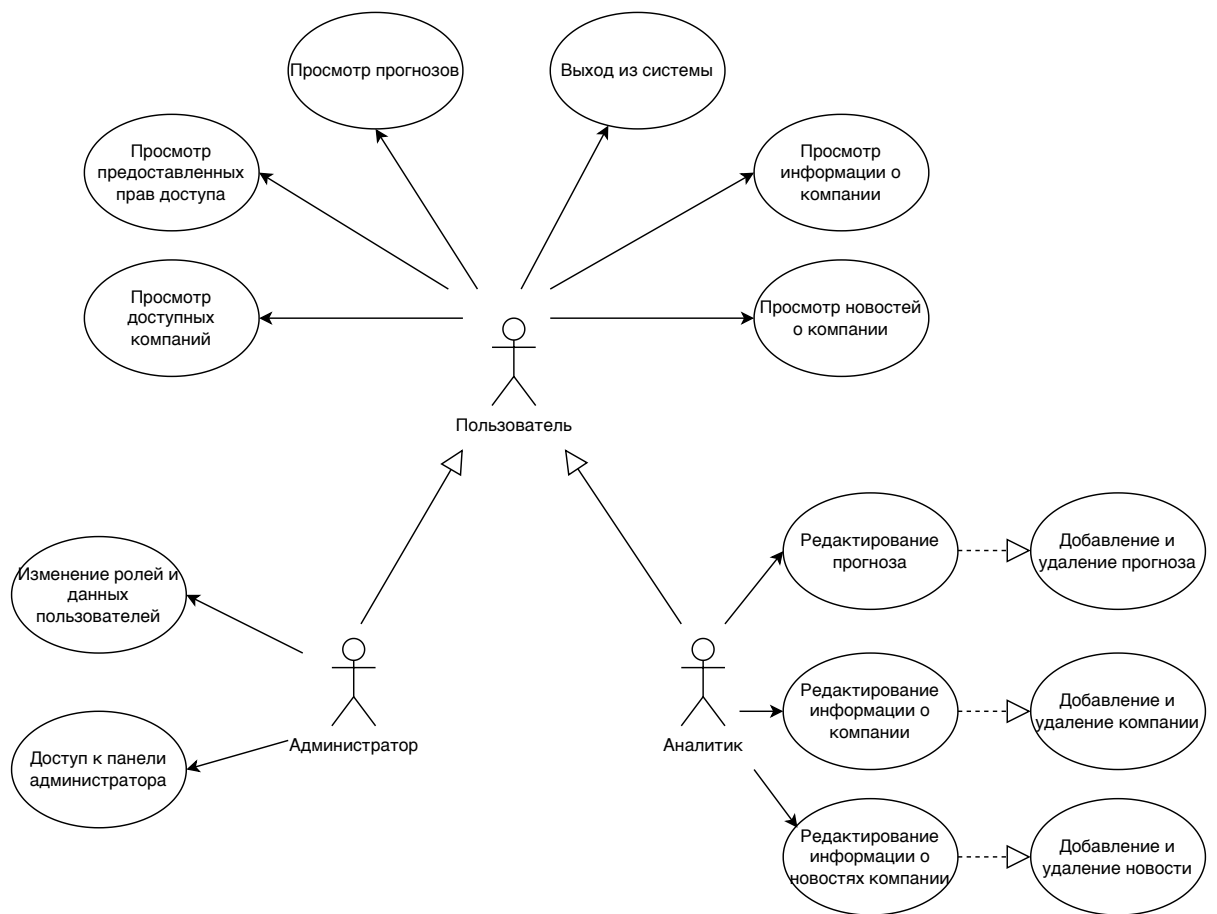 Просмотр прогнозов
Выход из системы
Просмотр
предоставленных
прав доступа
Просмотр
информации о
компании
Просмотр
доступных
компаний
Просмотр новостей
о компании
Пользователь
Редактирование
прогноза
Добавление и
удаление прогноза
Изменение ролей и
данных
пользователей
Редактирование
информации о
компании
Добавление и
удаление компании
Администратор
Аналитик
Доступ к панели
администратора
Редактирование
информации о
новостях компании
Добавление и
удаление новости